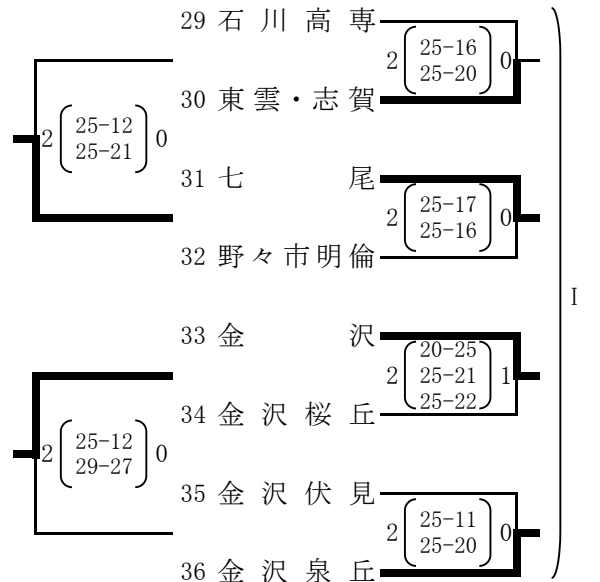 29 石川高専
2 25-16 0
25-20
30 東雲・志賀
2 25-12 0
25-21
31 七尾
2 25-17 0
25-16
32 野々市明倫
I
33 金沢
20-25
2 25-21 1
25-22
34 金沢桜丘
2 25-12 0
29-27
35 金沢伏見
2 25-11 0
25-20
36 金沢泉丘